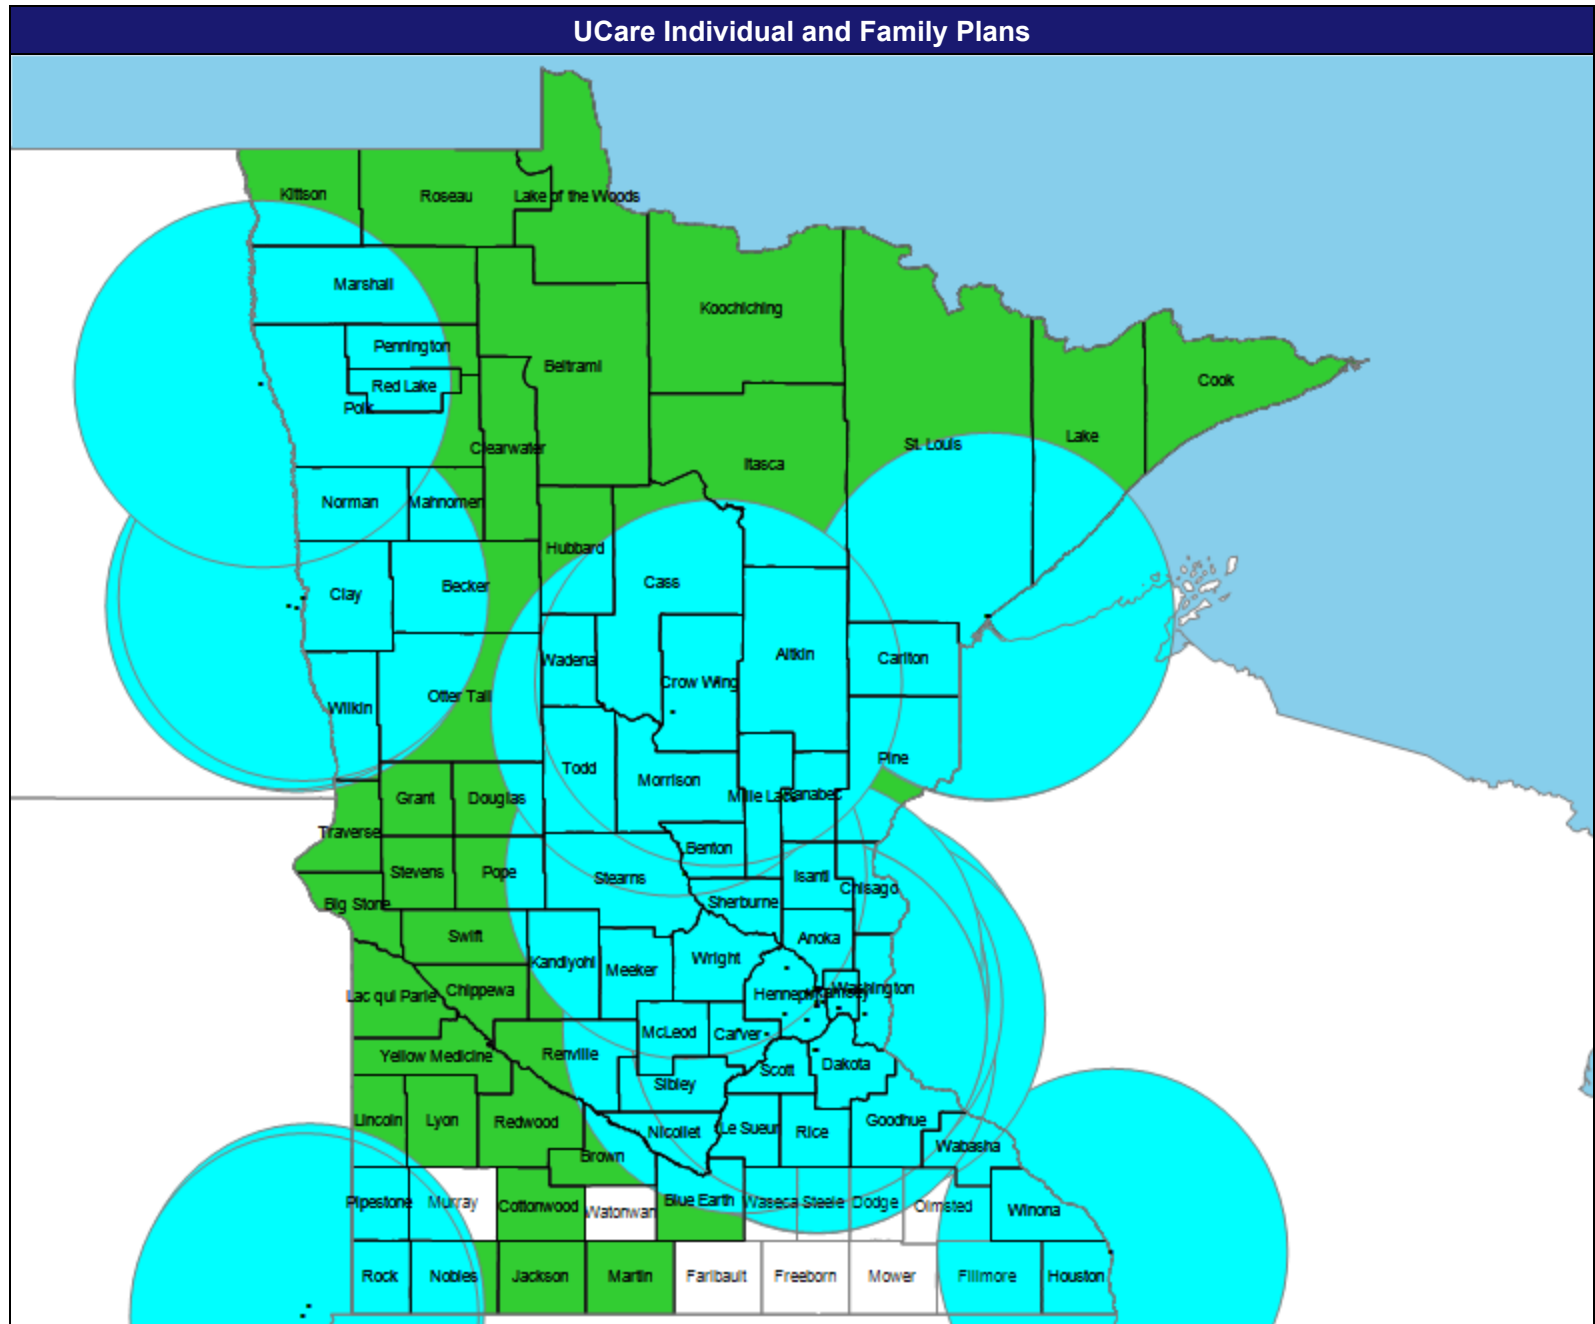 UCare Individual and Family Plans
Kittson
Roseau
Lake of the Woods
Marshall
Koochiching
Pennington
Beltrami
Red Lake
Cook
Polk
Lake
St. Louis
Clearwater
Itasca
Norman
Mahnomen
Hubbard
Cass
Becker
Clay
Aitkin
Carlton
Wadena
Crow Wing
Otter Tail
Wilkin
Pine
Todd
Morrison
Grant
Douglas
Mille Lacs
Kanabec
Traverse
Benton
Stevens
Pope
Stearns
Isanti
Chisago
Big Stone
Sherburne
Swift
Anoka
Wright
Kandiyohi
Meeker
Chippewa
Lac qui Parle
Hennepin
Ramsey
Washington
McLeod
Carver
Yellow Medicine
Renville
Dakota
Scott
Sibley
Lincoln
Lyon
Redwood
Goodhue
Nicollet
Le Sueur
Rice
Wabasha
Brown
Pipestone
Murray
Cottonwood
Watonwan
Blue Earth
Waseca
Steele
Dodge
Olmsted
Winona
Rock
Nobles
Jackson
Martin
Faribault
Freeborn
Mower
Fillmore
Houston